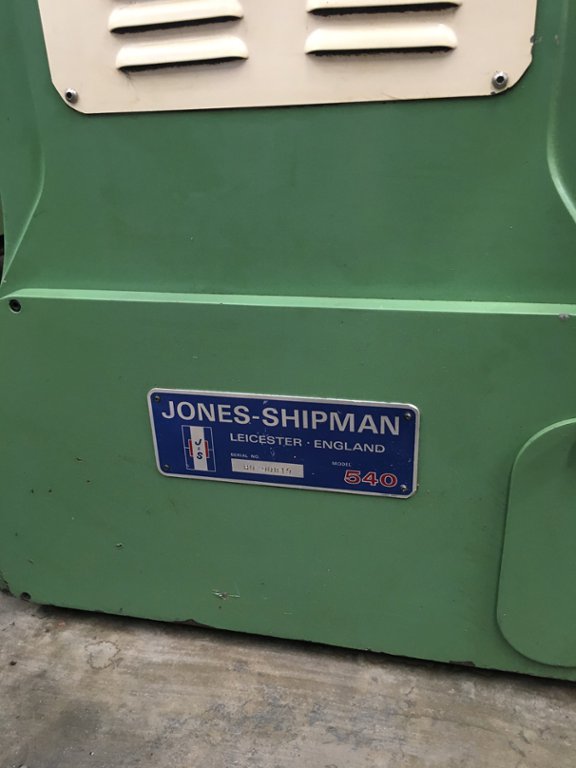 JONES-SHIPMAN
LEICESTER · ENGLAND
J
S
SERIAL NO.
MODEL
540